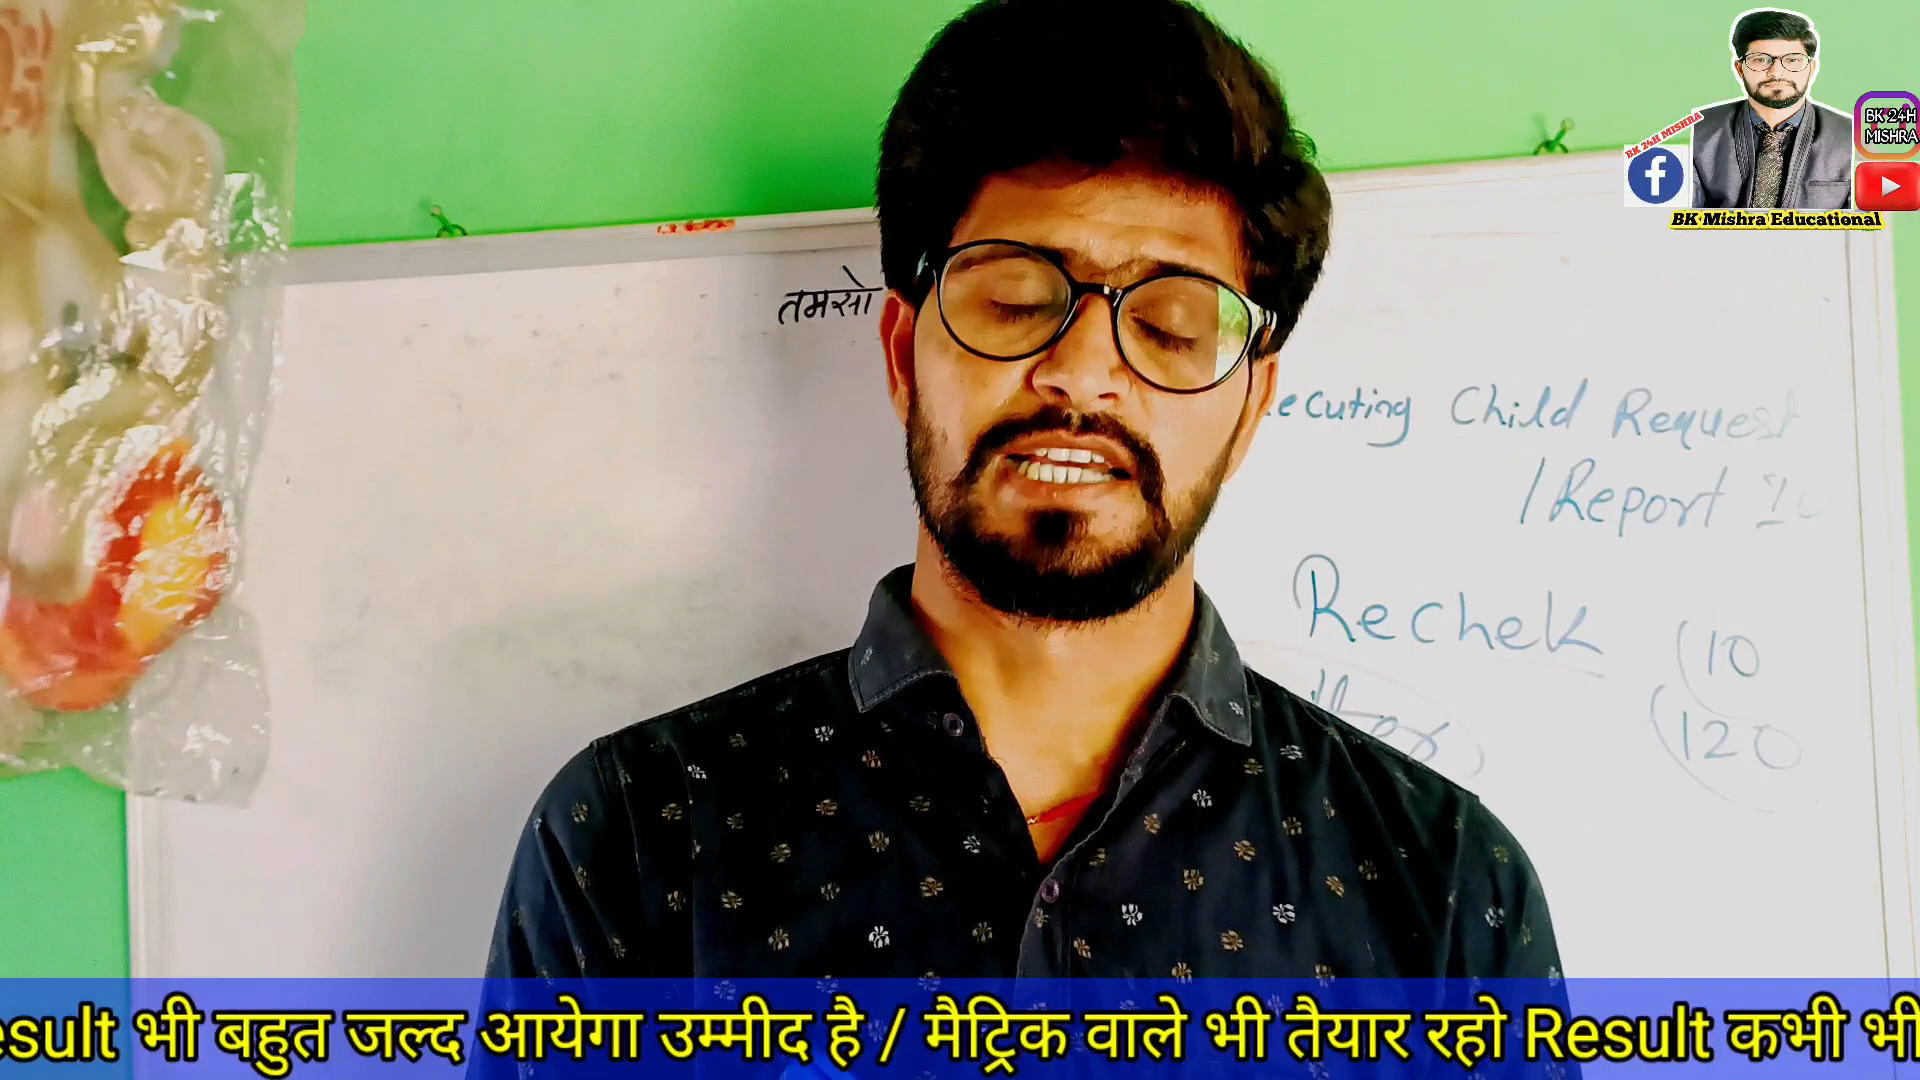 BK 24H MISHRA
BK 24H
MISHRA
BK Mishra Educational
तमसो
ecuting Child Request
/Report
Rechek
(10
(120
esult भी बहुत जल्द आयेगा उम्मीद है / मैट्रिक वाले भी तैयार रहो Result कभी भी